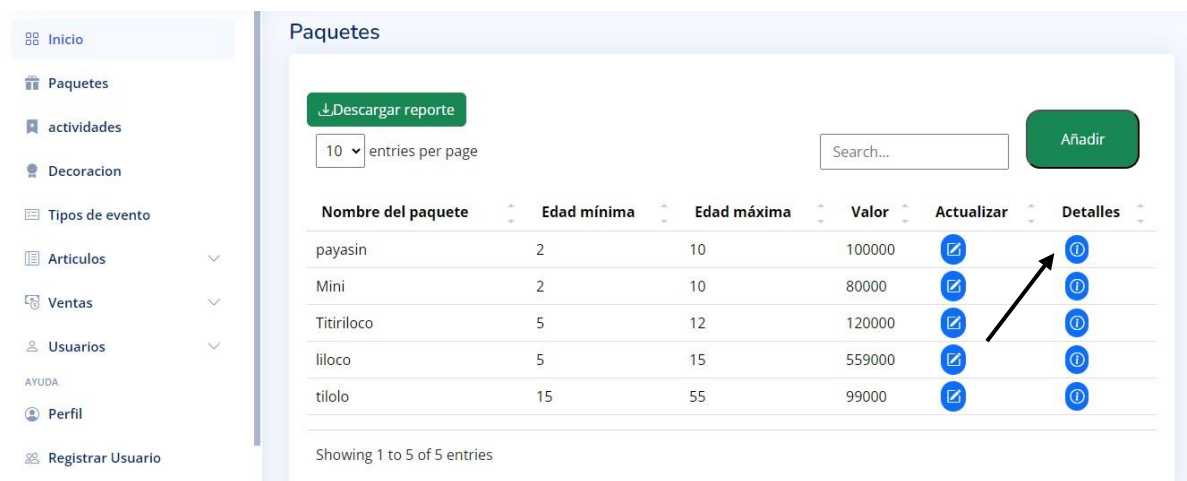 Inicio
Paquetes
actividades
Decoracion
Tipos de evento
Articulos
Ventas
Usuarios
AYUDA
Perfil
Registrar Usuario
Paquetes
Descargar reporte
10 entries per page
Search...
Añadir
Nombre del paquete Edad mínima Edad máxima Valor Actualizar Detalles
payasin 2 10 100000
Mini 2 10 80000
Titiriloco 5 12 120000
liloco 5 15 559000
tilolo 15 55 99000
Showing 1 to 5 of 5 entries